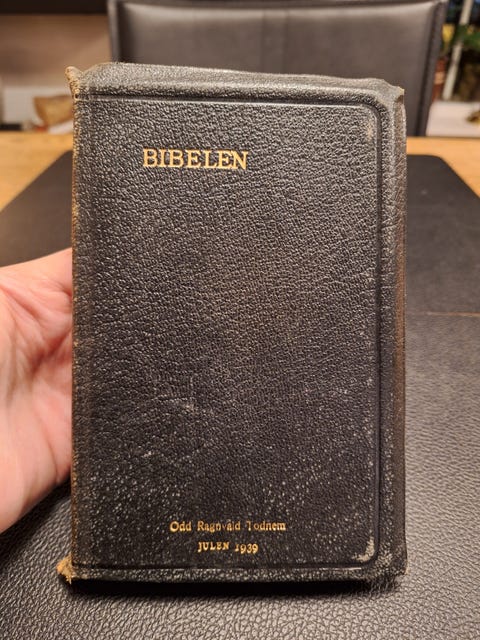 BIBELEN
Odd Ragnvald Todnem
JULEN 1939